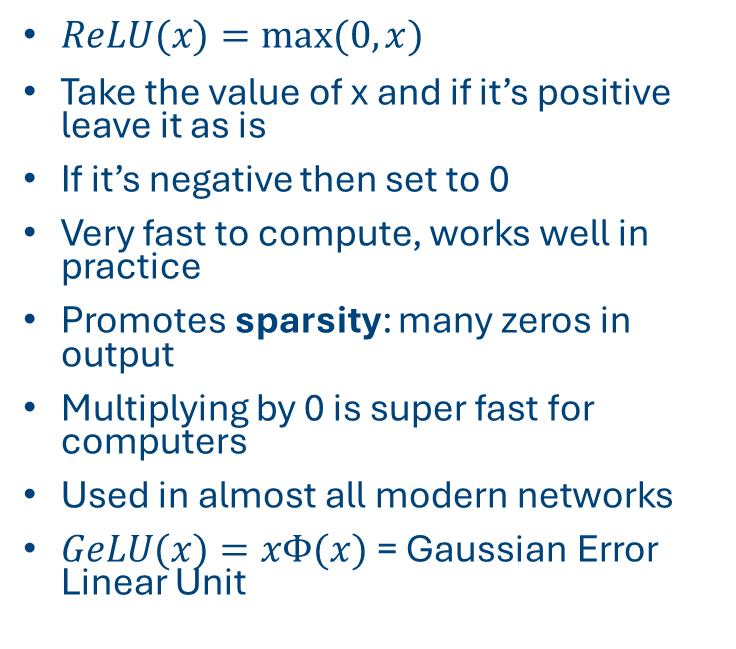 • ReLU(x) = max(0, x)
• Take the value of x and if it’s positive
leave it as is
• If it’s negative then set to 0
• Very fast to compute, works well in
practice
• Promotes sparsity: many zeros in
output
• Multiplying by 0 is super fast for
computers
• Used in almost all modern networks
• GeLU(x) = xΦ(x) = Gaussian Error
Linear Unit